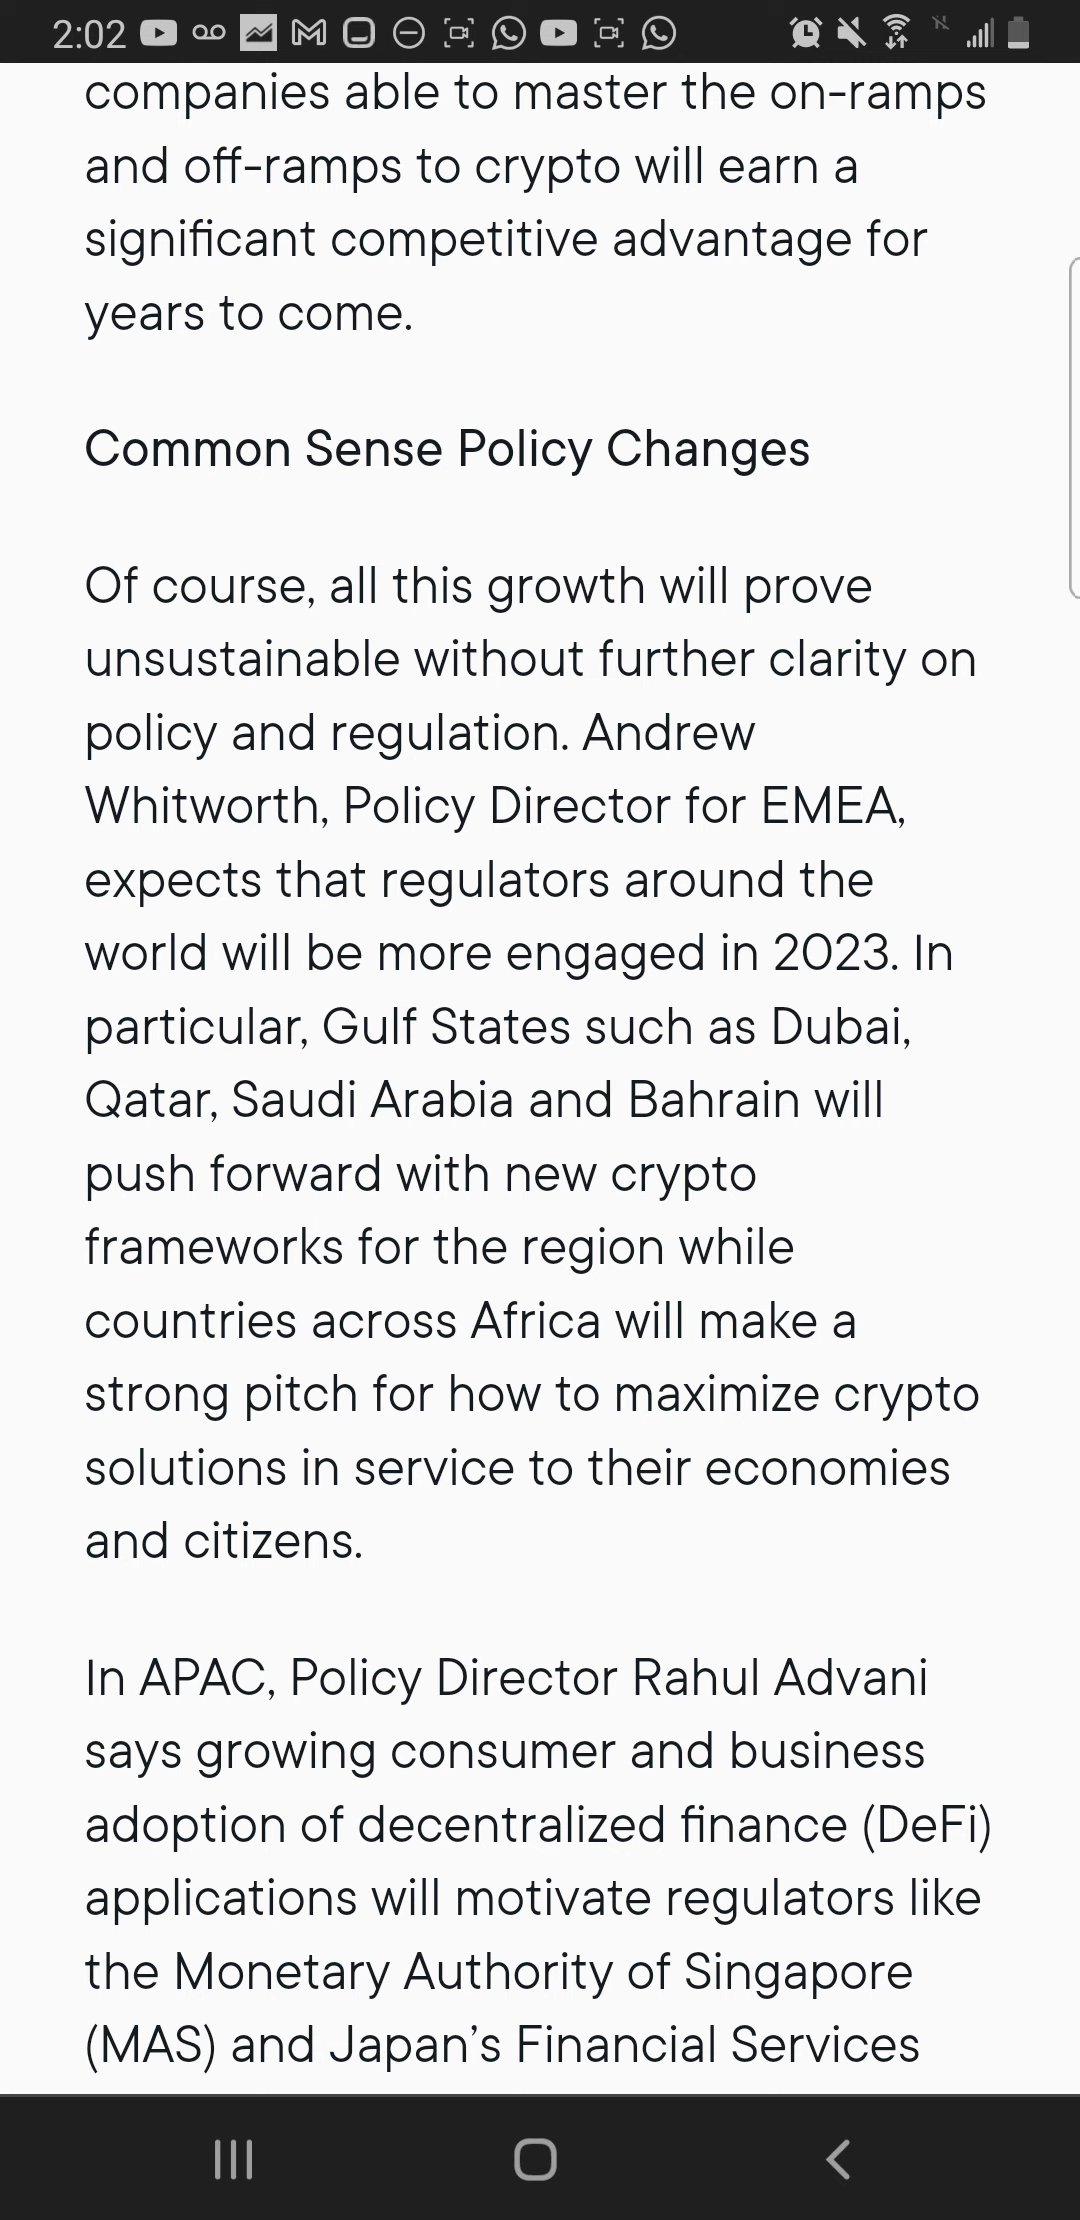 2:02
companies able to master the on-ramps
and off-ramps to crypto will earn a
significant competitive advantage for
years to come.
Common Sense Policy Changes
Of course, all this growth will prove
unsustainable without further clarity on
policy and regulation. Andrew
Whitworth, Policy Director for EMEA,
expects that regulators around the
world will be more engaged in 2023. In
particular, Gulf States such as Dubai,
Qatar, Saudi Arabia and Bahrain will
push forward with new crypto
frameworks for the region while
countries across Africa will make a
strong pitch for how to maximize crypto
solutions in service to their economies
and citizens.
In APAC, Policy Director Rahul Advani
says growing consumer and business
adoption of decentralized finance (DeFi)
applications will motivate regulators like
the Monetary Authority of Singapore
(MAS) and Japan’s Financial Services